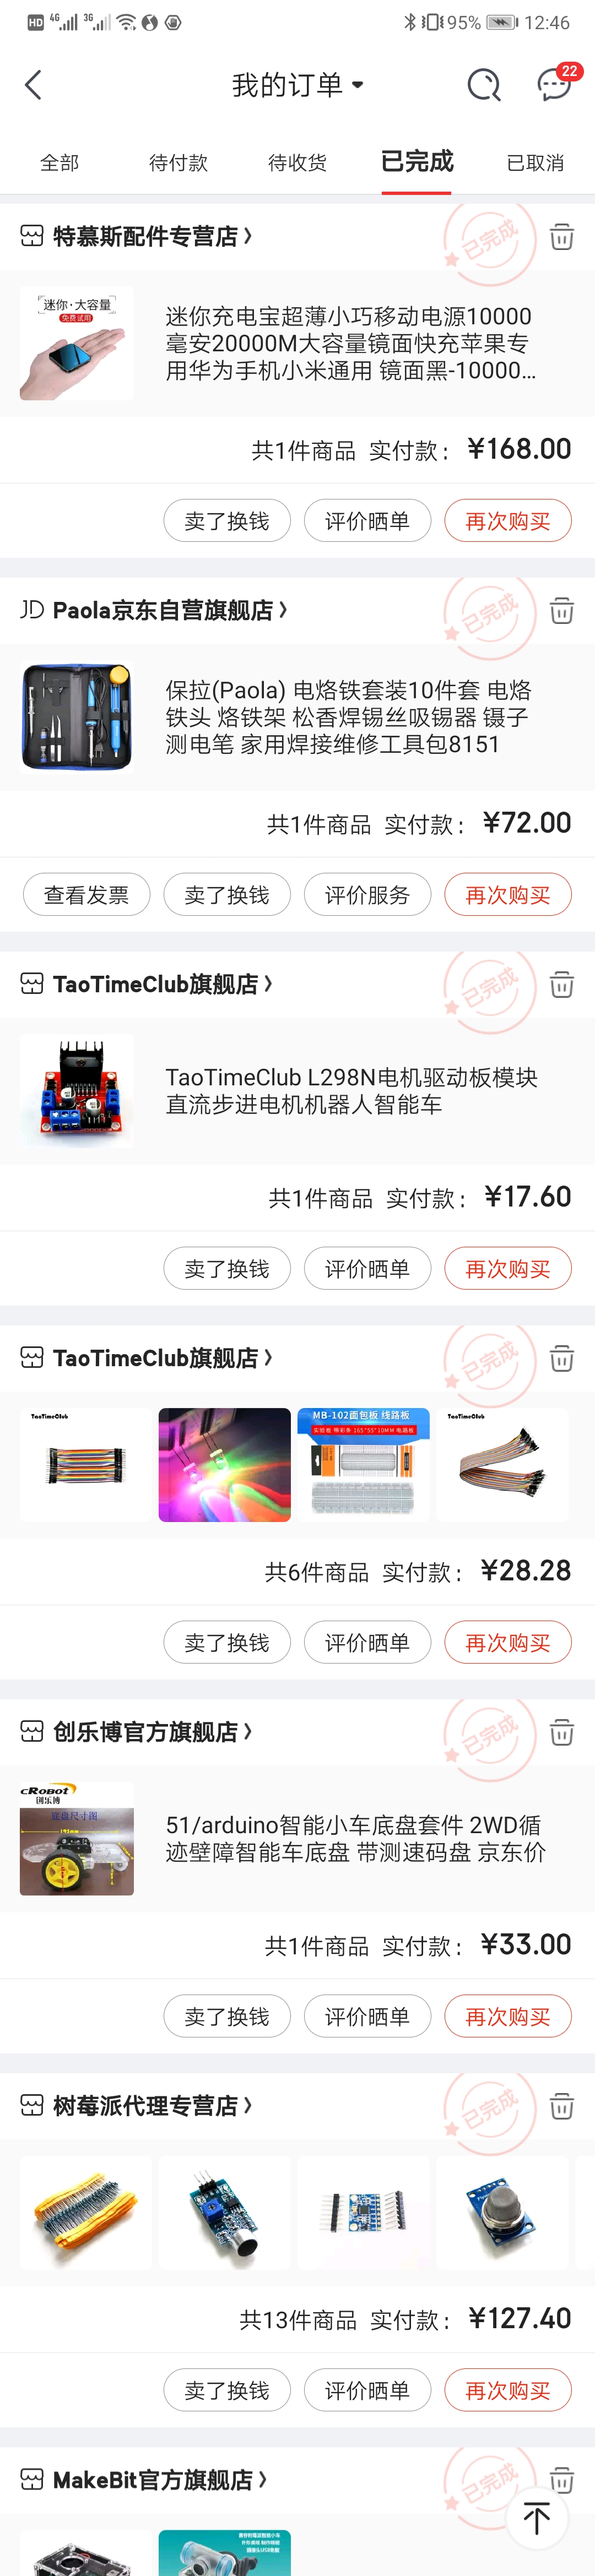 HD 4G 3G 95% 12:46
我的订单
22
全部 待付款 待收货 已完成 已取消
特慕斯配件专营店
已完成
迷你·大容量
免费试用
迷你充电宝超薄小巧移动电源10000
毫安20000M大容量镜面快充苹果专
用华为手机小米通用 镜面黑-10000...
共1件商品 实付款: ¥168.00
卖了换钱 评价晒单 再次购买
JD Paola京东自营旗舰店
已完成
保拉(Paola) 电烙铁套装10件套 电烙
铁头 烙铁架 松香焊锡丝吸锡器 镊子
测电笔 家用焊接维修工具包8151
共1件商品 实付款: ¥72.00
查看发票 卖了换钱 评价服务 再次购买
TaoTimeClub旗舰店
已完成
TaoTimeClub L298N电机驱动板模块
直流步进电机机器人智能车
共1件商品 实付款: ¥17.60
卖了换钱 评价晒单 再次购买
TaoTimeClub旗舰店
已完成
TaoTimeClub
MB-102面包板 线路板
TaoTimeClub
共6件商品 实付款: ¥28.28
卖了换钱 评价晒单 再次购买
创乐博官方旗舰店
已完成
cRobot
创乐博
底盘尺寸图
51/arduino智能小车底盘套件 2WD循
迹壁障智能车底盘 带测速码盘 京东价
共1件商品 实付款: ¥33.00
卖了换钱 评价晒单 再次购买
树莓派代理专营店
已完成
共13件商品 实付款: ¥127.40
卖了换钱 评价晒单 再次购买
MakeBit官方旗舰店
已完成